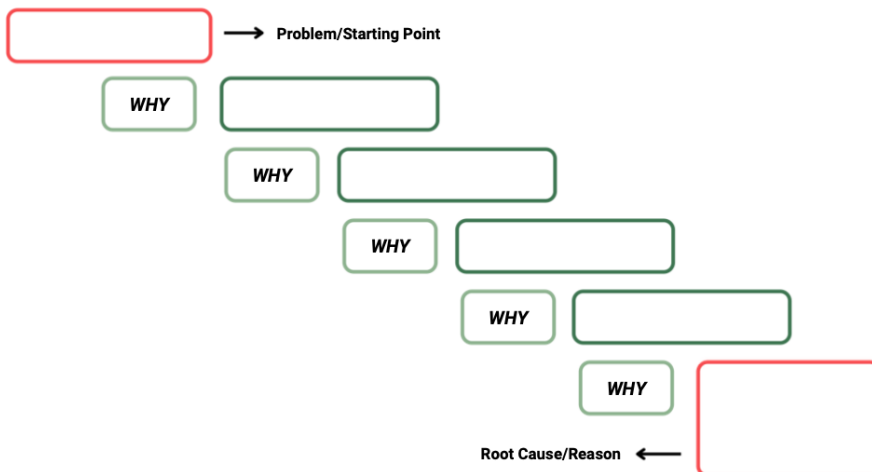 Problem/Starting Point
WHY
WHY
WHY
WHY
WHY
Root Cause/Reason